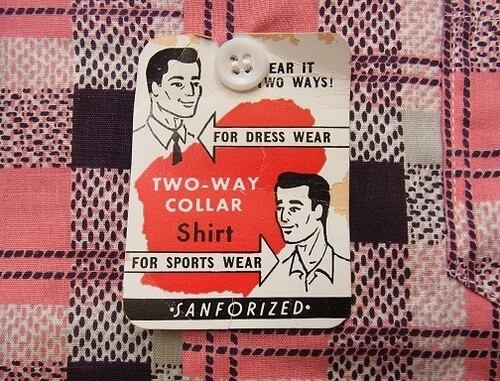 EAR IT
WO WAYS!
FOR DRESS WEAR
TWO-WAY
COLLAR
Shirt
FOR SPORTS WEAR
•SANFORIZED•